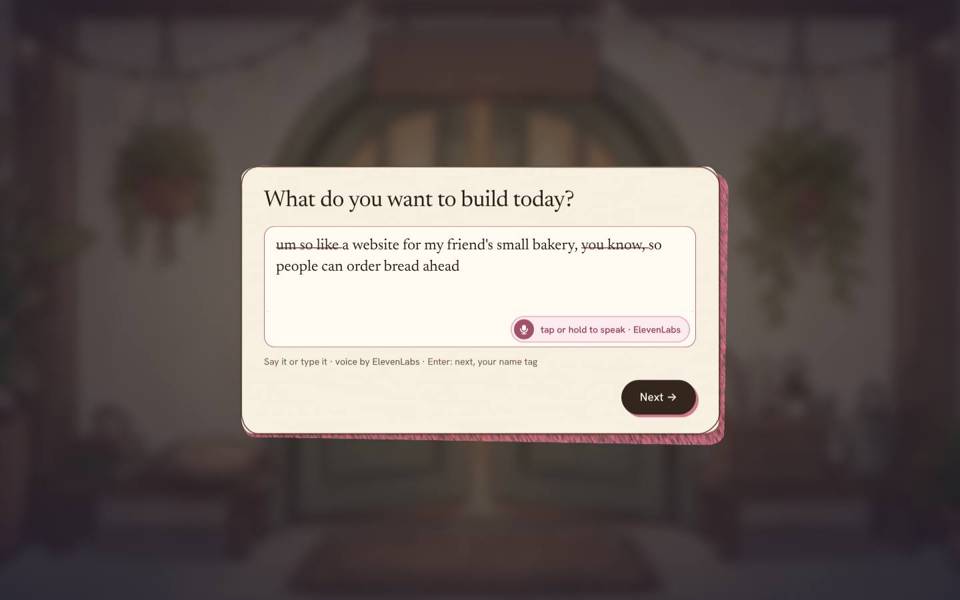 What do you want to build today?
um so like a website for my friend's small bakery, you know, so
people can order bread ahead
tap or hold to speak · ElevenLabs
Say it or type it · voice by ElevenLabs · Enter: next, your name tag
Next →